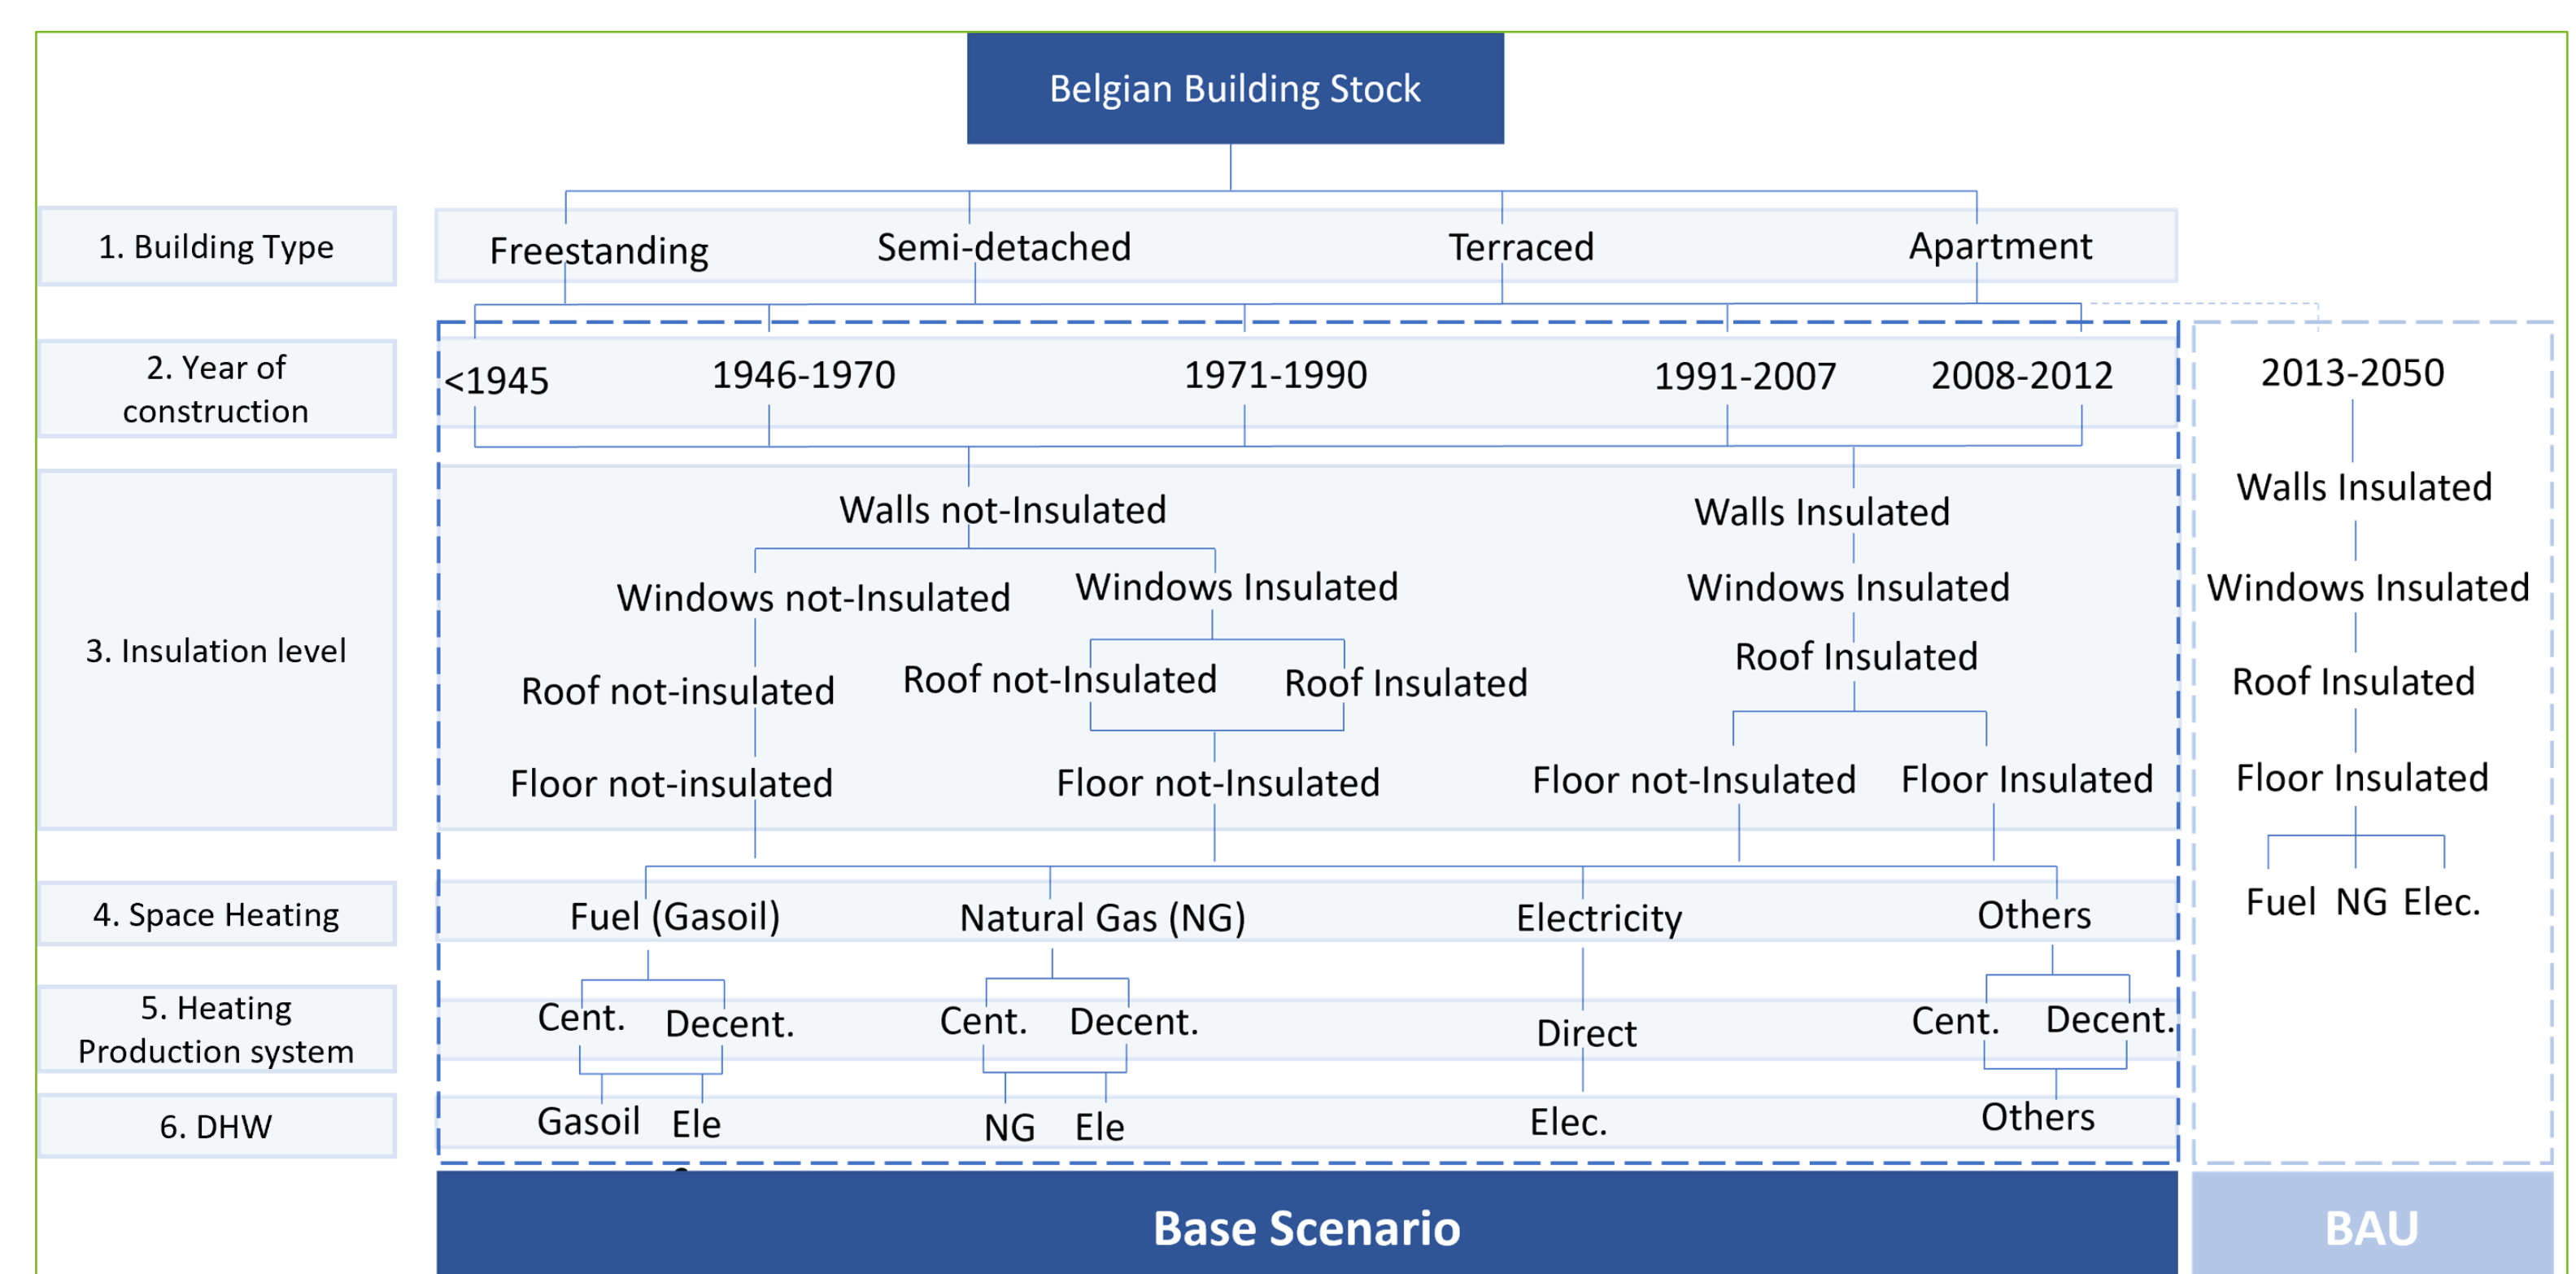 Belgian Building Stock
1. Building Type
Freestanding
Semi-detached
Terraced
Apartment
2. Year of
construction
<1945
1946-1970
1971-1990
1991-2007
2008-2012
2013-2050
3. Insulation level
Walls not-Insulated
Walls Insulated
Walls Insulated
Windows not-Insulated
Windows Insulated
Windows Insulated
Windows Insulated
Roof not-insulated
Roof not-Insulated
Roof Insulated
Roof Insulated
Roof Insulated
Floor not-insulated
Floor not-Insulated
Floor not-Insulated
Floor Insulated
Floor Insulated
4. Space Heating
Fuel (Gasoil)
Natural Gas (NG)
Electricity
Others
Fuel NG Elec.
5. Heating
Production system
Cent.
Decent.
Cent.
Decent.
Direct
Cent.
Decent.
6. DHW
Gasoil
Ele
NG
Ele
Elec.
Others
Base Scenario
BAU